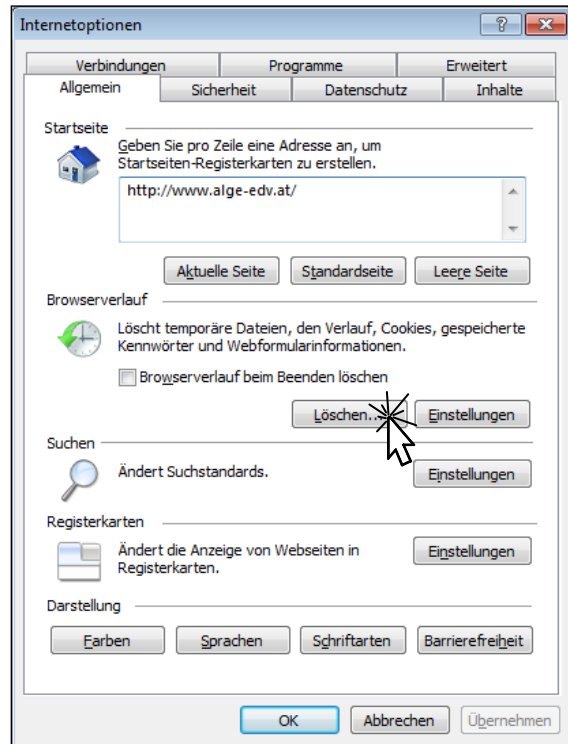 Internetoptionen
Verbindungen Programme Erweitert
Allgemein Sicherheit Datenschutz Inhalte
Startseite
Geben Sie pro Zeile eine Adresse an, um
Startseiten-Registerkarten zu erstellen.
http://www.alge-edv.at/
Aktuelle Seite Standardseite Leere Seite
Browserverlauf
Löscht temporäre Dateien, den Verlauf, Cookies, gespeicherte
Kennwörter und Webformularinformationen.
Browserverlauf beim Beenden löschen
Löschen... Einstellungen
Suchen
Ändert Suchstandards.
Einstellungen
Registerkarten
Ändert die Anzeige von Webseiten in
Registerkarten.
Einstellungen
Darstellung
Farben Sprachen Schriftarten Barrierefreiheit
OK Abbrechen Übernehmen